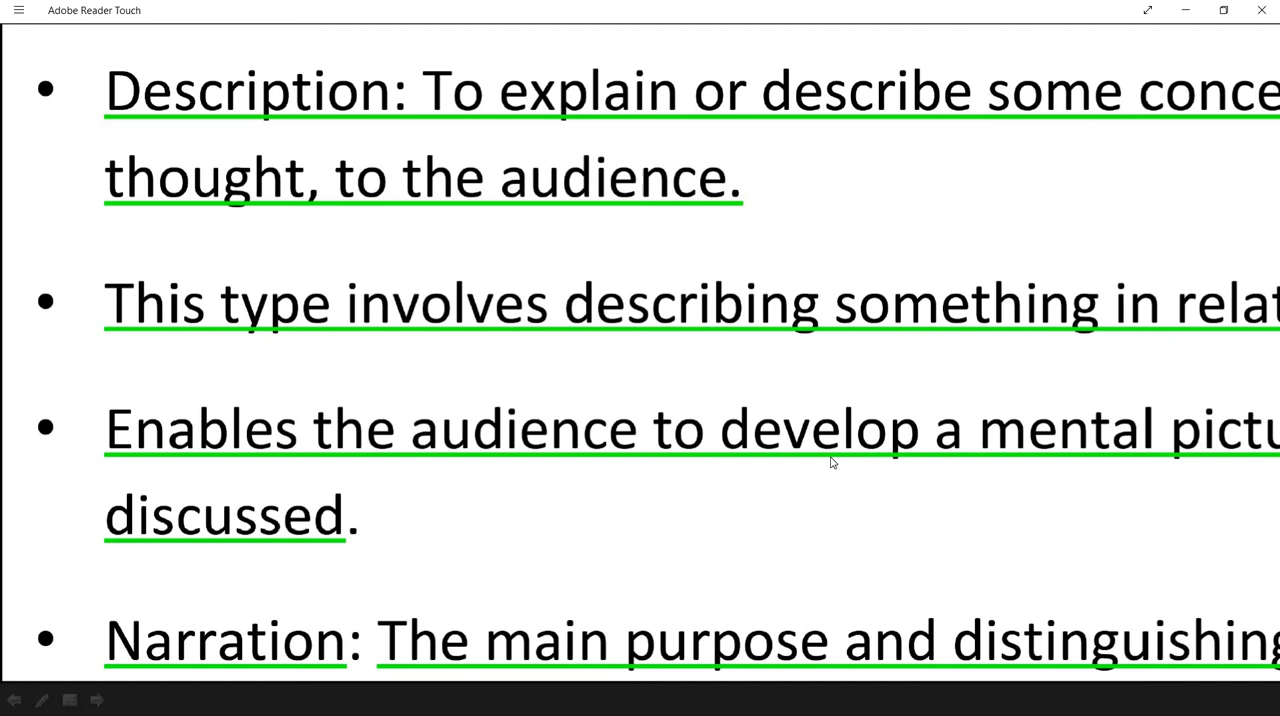 Adobe Reader Touch
• Description: To explain or describe some conce
thought, to the audience.
• This type involves describing something in relat
• Enables the audience to develop a mental pictu
discussed.
• Narration: The main purpose and distinguishing